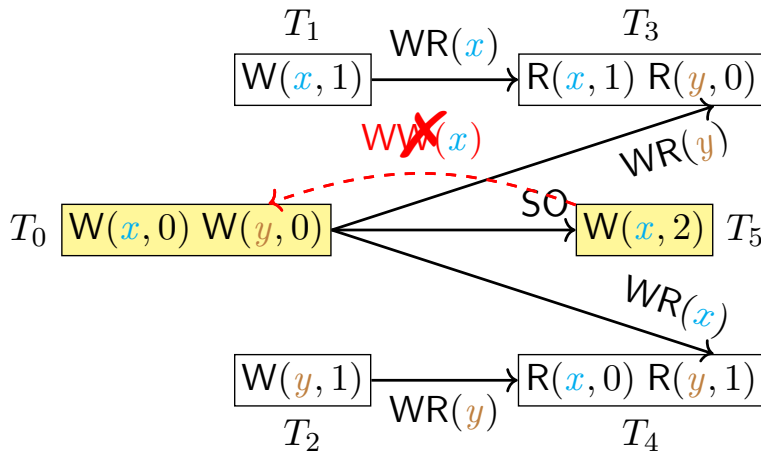 T₁ WR(x) T₃
W(x, 1) R(x, 1) R(y, 0)
WW(x) WR(y)
SO
T₀ W(x, 0) W(y, 0) W(x, 2) T₅
WR(x)
W(y, 1) R(x, 0) R(y, 1)
T₂ WR(y) T₄